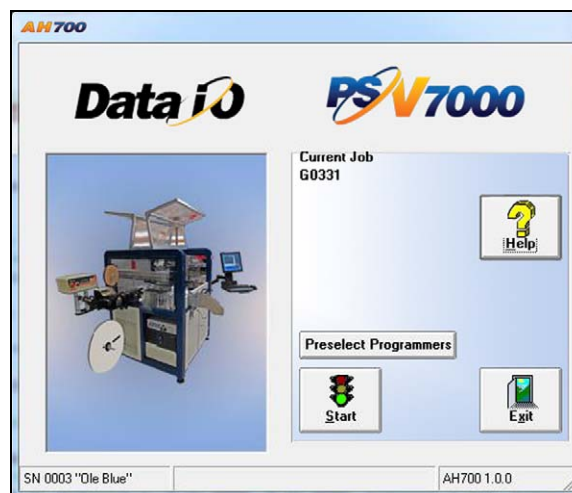 AH700
Data iO
PSV7000
Current Job
G0331
Help
Preselect Programmers
Start
Exit
SN 0003 "Ole Blue"
AH700 1.0.0